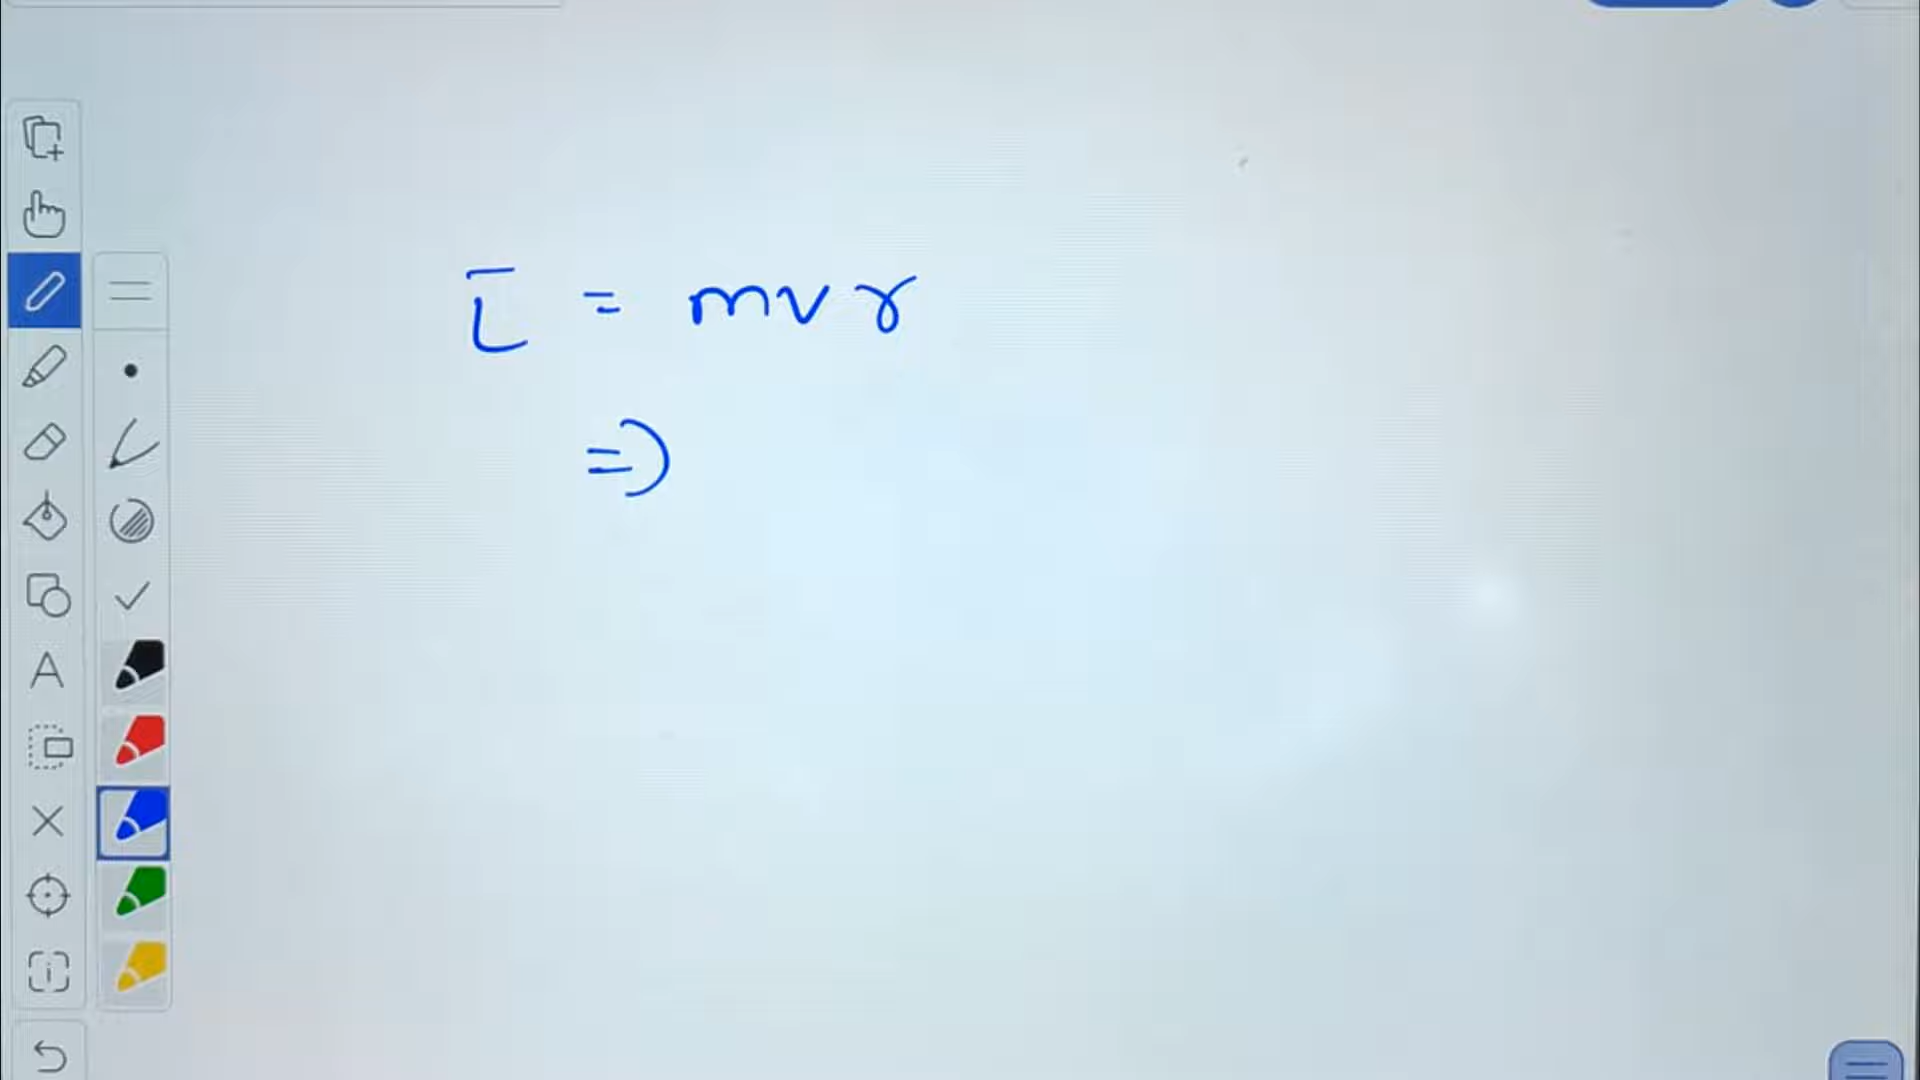 L̄ = mvr
=>
A